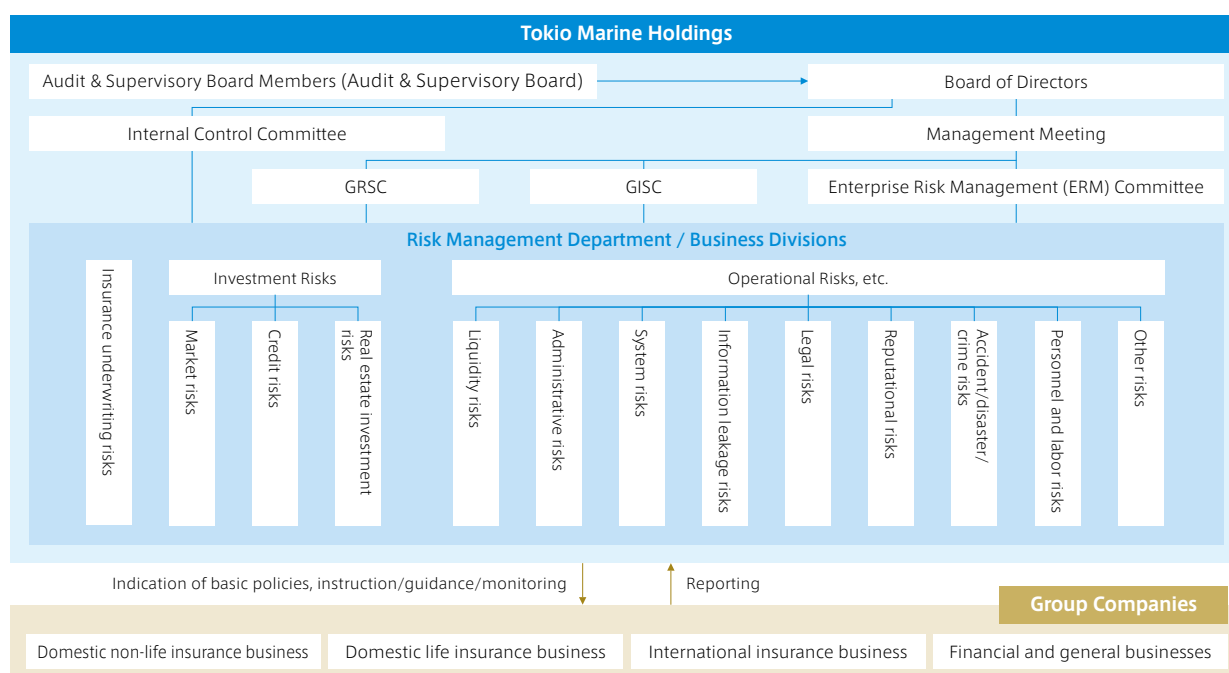 Tokio Marine Holdings
Audit & Supervisory Board Members (Audit & Supervisory Board)
Board of Directors
Internal Control Committee
Management Meeting
GRSC
GISC
Enterprise Risk Management (ERM) Committee
Risk Management Department / Business Divisions
Insurance underwriting risks
Investment Risks
Market risks
Credit risks
Real estate investment
risks
Operational Risks, etc.
Liquidity risks
Administrative risks
System risks
Information leakage risks
Legal risks
Reputational risks
Accident/disaster/
crime risks
Personnel and labor risks
Other risks
Indication of basic policies, instruction/guidance/monitoring
Reporting
Group Companies
Domestic non-life insurance business
Domestic life insurance business
International insurance business
Financial and general businesses